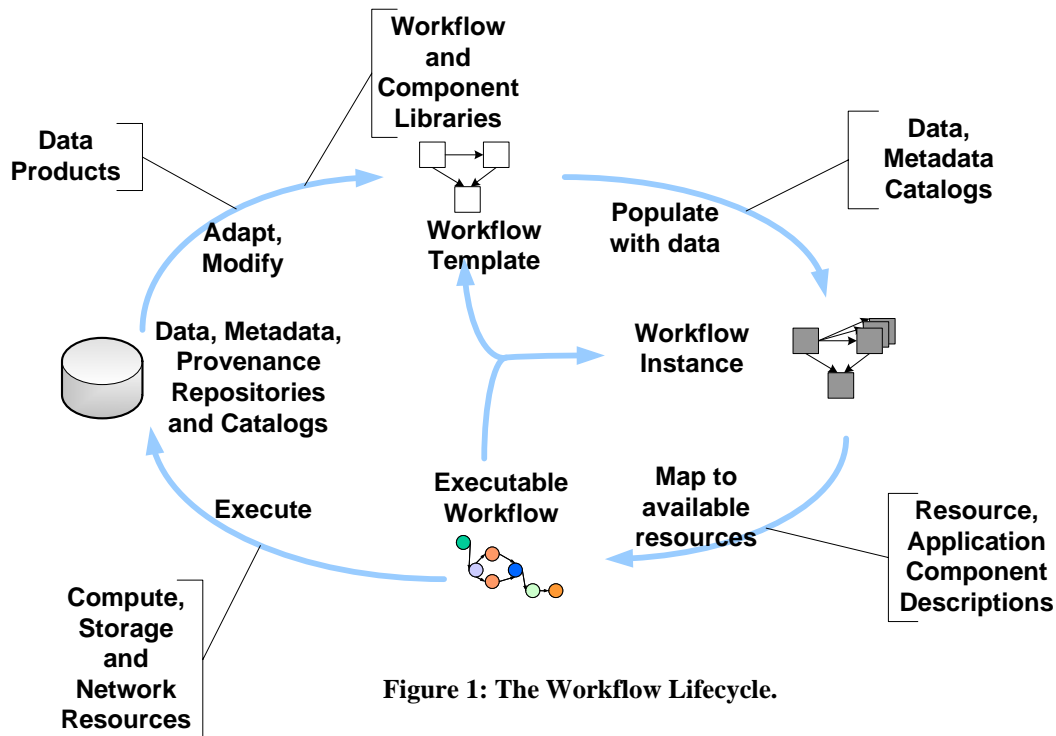 Workflow
and
Component
Libraries
Data
Products
Data,
Metadata
Catalogs
Adapt,
Modify
Workflow
Template
Populate
with data
Data, Metadata,
Provenance
Repositories
and Catalogs
Workflow
Instance
Executable
Workflow
Map to
available
resources
Execute
Resource,
Application
Component
Descriptions
Compute,
Storage
and
Network
Resources
Figure 1: The Workflow Lifecycle.